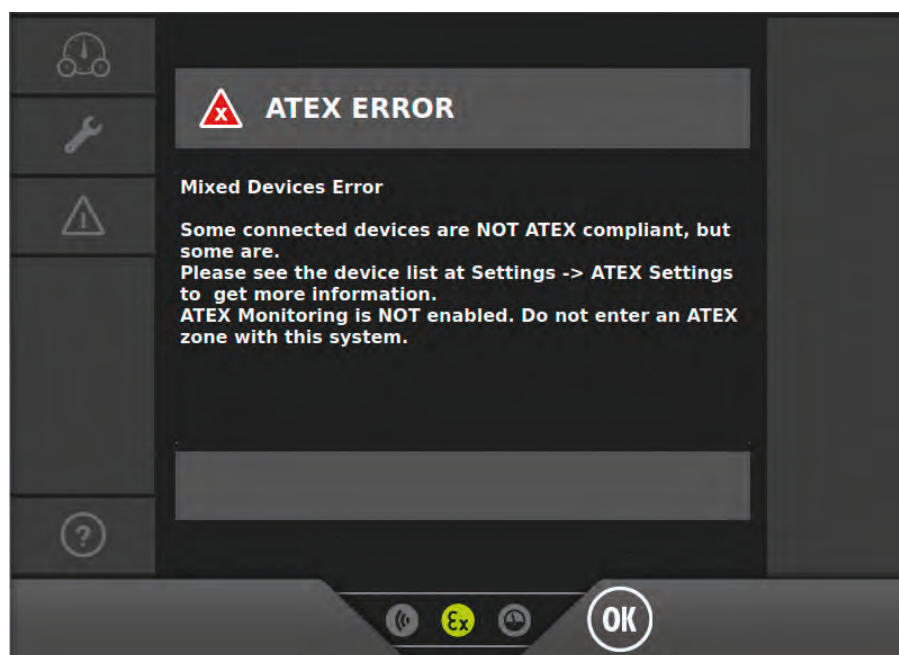 ATEX ERROR
Mixed Devices Error
Some connected devices are NOT ATEX compliant, but
some are.
Please see the device list at Settings -> ATEX Settings
to  get more information.
ATEX Monitoring is NOT enabled. Do not enter an ATEX
zone with this system.
Ex
OK